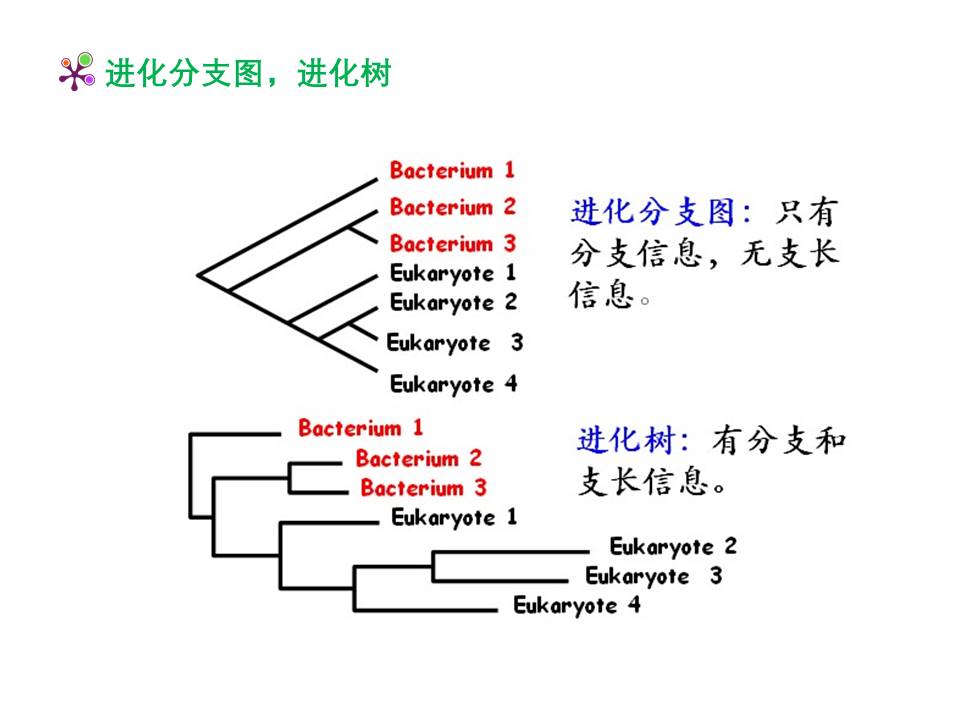 进化分支图，进化树
Bacterium 1
Bacterium 2
Bacterium 3
Eukaryote 1
Eukaryote 2
Eukaryote 3
Eukaryote 4
进化分支图：只有
分支信息，无支长
信息。
Bacterium 1
Bacterium 2
Bacterium 3
Eukaryote 1
Eukaryote 2
Eukaryote 3
Eukaryote 4
进化树：有分支和
支长信息。